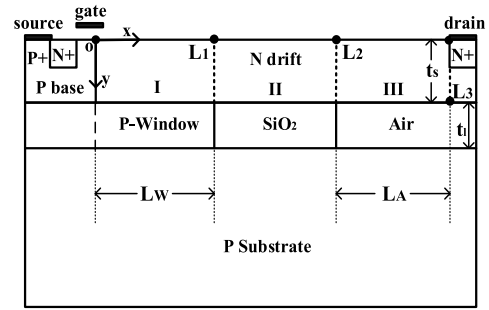 gate
source
drain
o
x
L1
L2
P+
N+
N drift
ts
N+
y
L3
P base
I
II
III
P-Window
SiO2
Air
tI
LW
LA
P Substrate